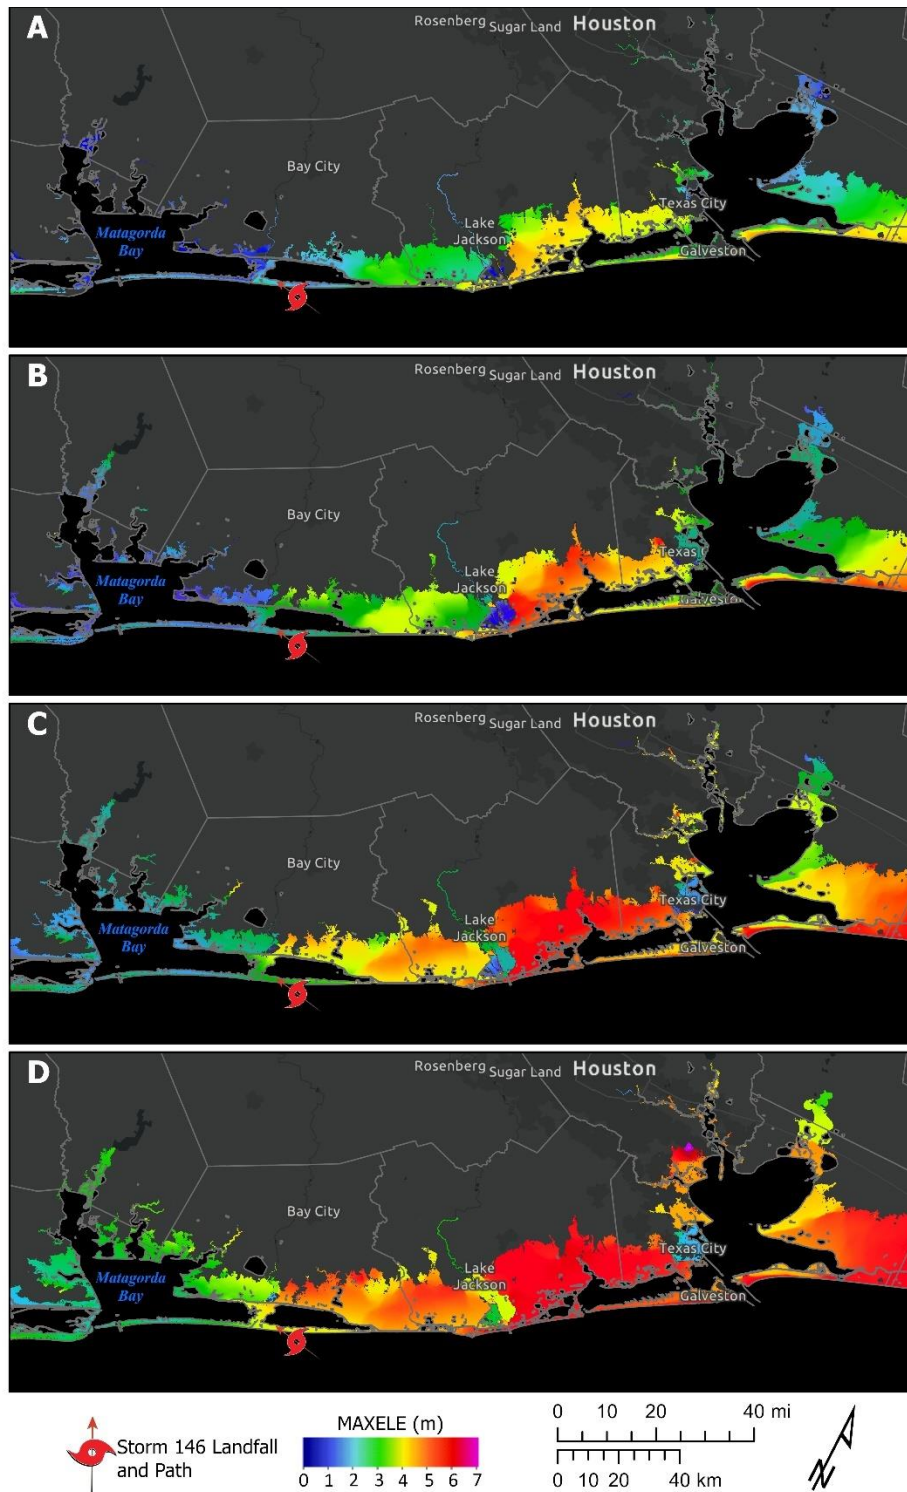 A
Rosenberg Sugar Land Houston
Bay City
Lake
Jackson
Texas City
Matagorda
Bay
Galveston
B
Rosenberg Sugar Land Houston
Bay City
Lake
Jackson
Texas C
Matagorda
Bay
Galveston
C
Rosenberg Sugar Land Houston
Bay City
Lake
Jackson
Texas City
Matagorda
Bay
Galveston
D
Rosenberg Sugar Land Houston
Bay City
Lake
Jackson
Texas City
Matagorda
Bay
Galveston
Storm 146 Landfall
and Path
MAXELE (m)
0 1 2 3 4 5 6 7
0 10 20 40 mi
0 10 20 40 km
N